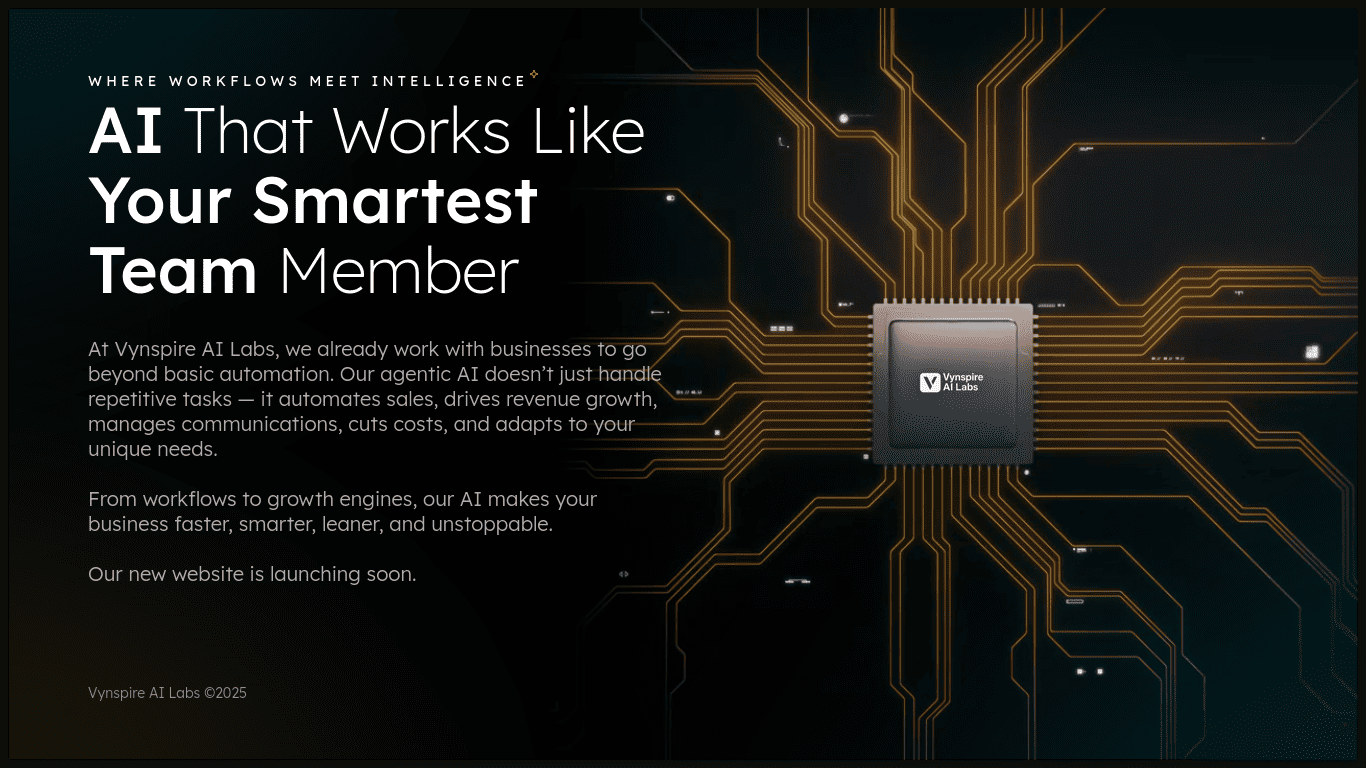 WHERE WORKFLOWS MEET INTELLIGENCE
AI That Works Like
Your Smartest
Team Member
At Vynspire AI Labs, we already work with businesses to go
beyond basic automation. Our agentic AI doesn’t just handle
repetitive tasks — it automates sales, drives revenue growth,
manages communications, cuts costs, and adapts to your
unique needs.
From workflows to growth engines, our AI makes your
business faster, smarter, leaner, and unstoppable.
Our new website is launching soon.
Vynspire AI Labs ©2025
Vynspire
AI Labs